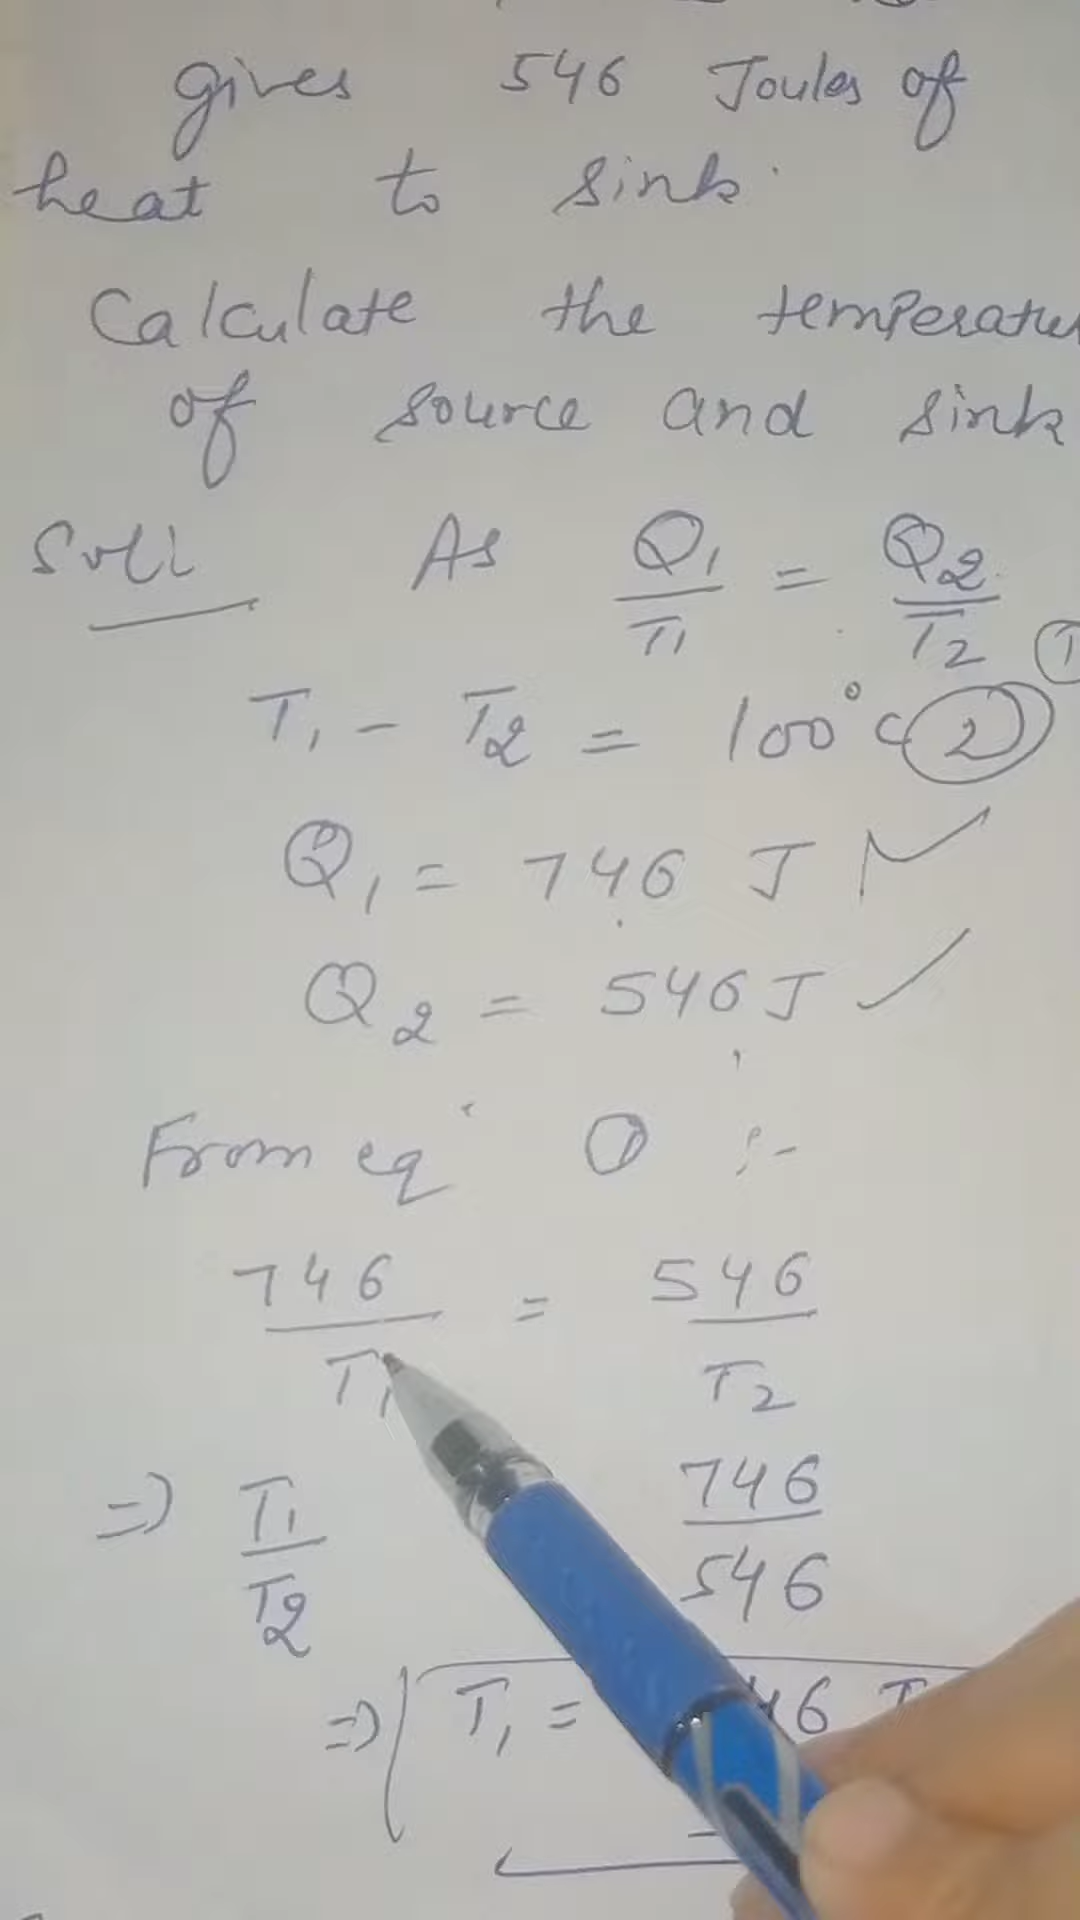 gives 546 Joules of
heat to sink.
Calculate the
of source and sink
Soll As Q1/T1 = Q2/T2 ①
T1 - T2 = 100°C ②
Q1 = 746 J ✓
Q2 = 546 J ✓
From eq ① :-
746/T1 = 546/T2
=> T1/T2 746/546
=> T1 = 46 T